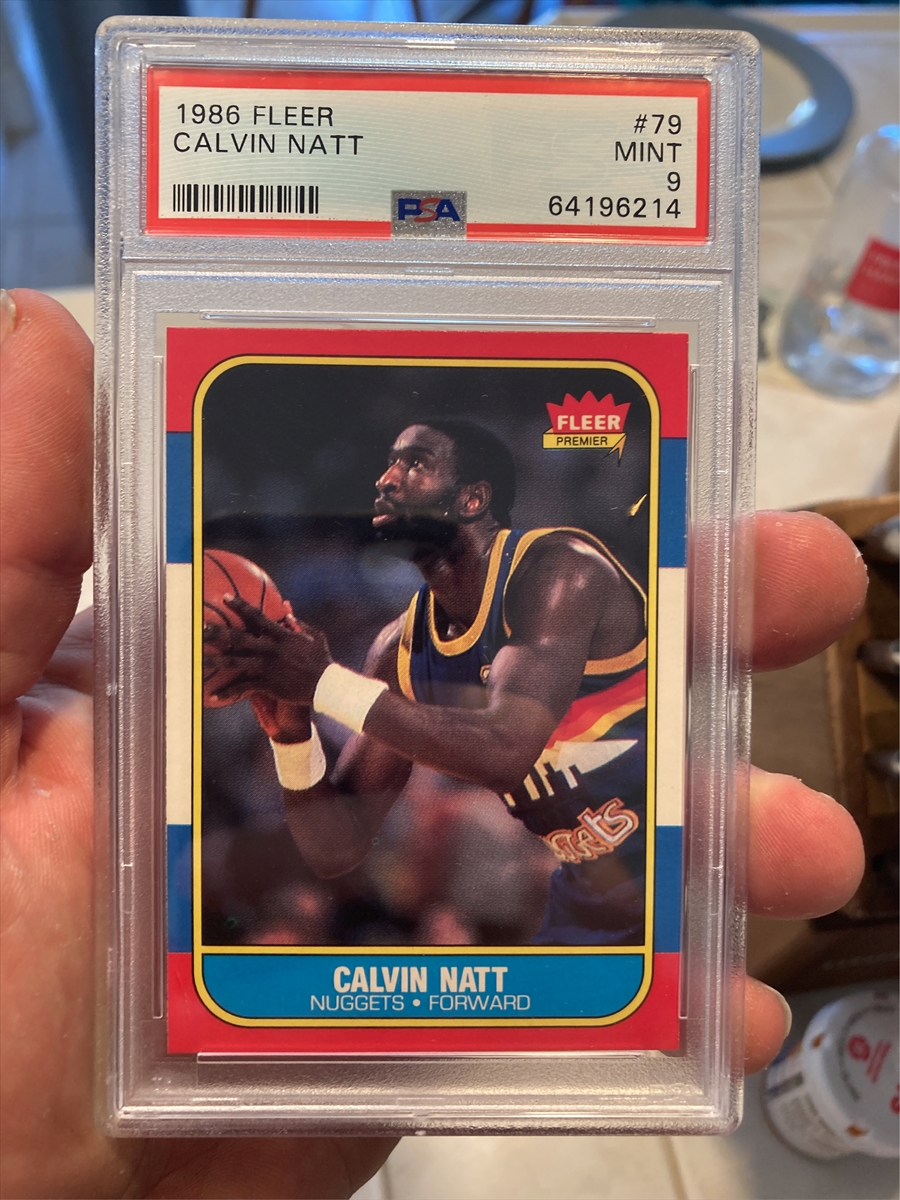 1986 FLEER
CALVIN NATT
#79
MINT
9
64196214
PSA
FLEER
PREMIER
CALVIN NATT
NUGGETS • FORWARD